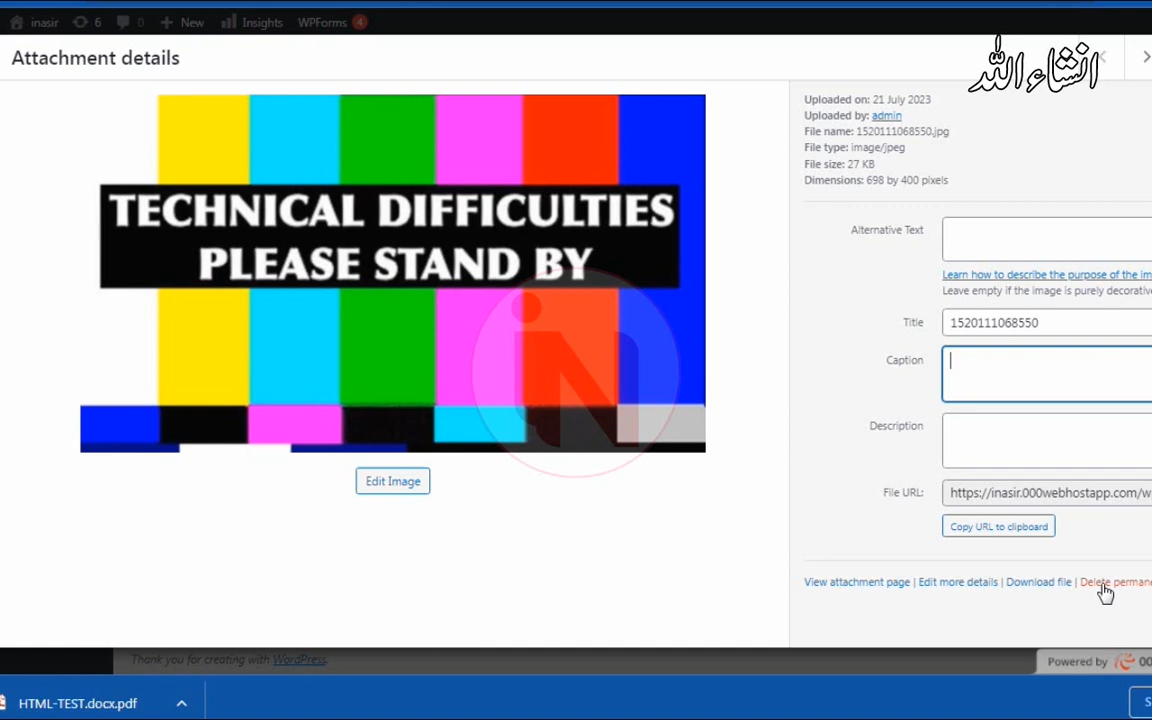 inasir
6
0
New
Insights
WPForms
4
Attachment details
انشاء اللہ
Uploaded on: 21 July 2023
Uploaded by: admin
File name: 1520111068550.jpg
File type: image/jpeg
File size: 27 KB
Dimensions: 698 by 400 pixels
TECHNICAL DIFFICULTIES
PLEASE STAND BY
iN
Alternative Text
Learn how to describe the purpose of the im
Leave empty if the image is purely decorativ
Title
1520111068550
Caption
Description
File URL:
https://inasir.000webhostapp.com/w
Copy URL to clipboard
Edit Image
View attachment page | Edit more details | Download file | Delete permane
Thank you for creating with WordPress.
Powered by
00
HTML-TEST.docx.pdf
S